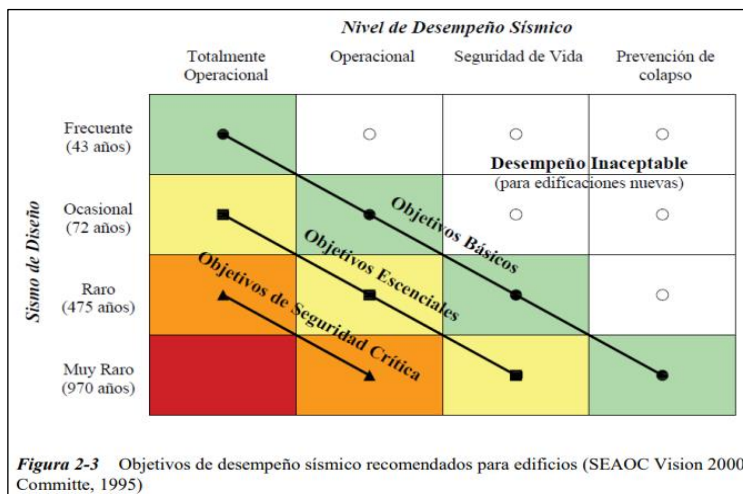 Nivel de Desempeño Sísmico
Totalmente
Operacional
Operacional
Seguridad de Vida
Prevención de
colapso
Sismo de Diseño
Frecuente
(43 años)
Desempeño Inaceptable
(para edificaciones nuevas)
Ocasional
(72 años)
Objetivos Básicos
Objetivos Escenciales
Objetivos de Seguridad Crítica
Raro
(475 años)
Muy Raro
(970 años)
Figura 2-3 Objetivos de desempeño sísmico recomendados para edificios (SEAOC Vision 2000
Committe, 1995)